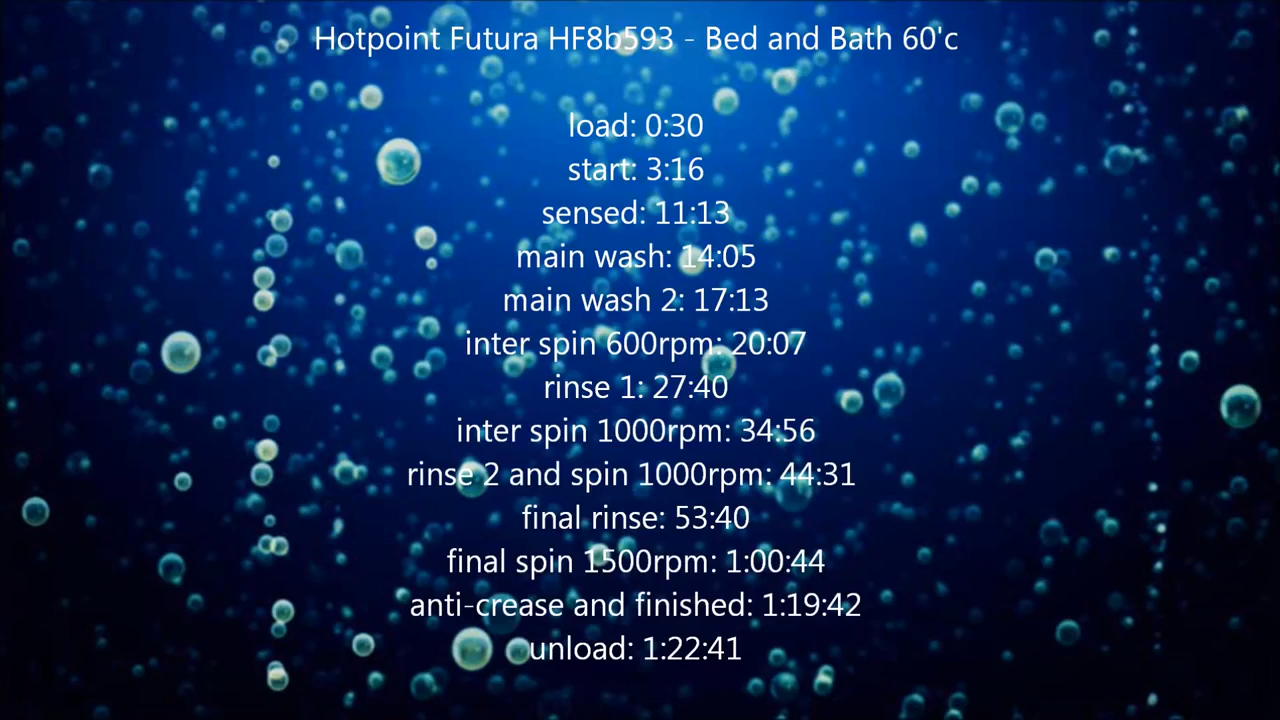 Hotpoint Futura HF8b593 - Bed and Bath 60'c
load: 0:30
start: 3:16
sensed: 11:13
main wash: 14:05
main wash 2: 17:13
inter spin 600rpm: 20:07
rinse 1: 27:40
inter spin 1000rpm: 34:56
rinse 2 and spin 1000rpm: 44:31
final rinse: 53:40
final spin 1500rpm: 1:00:44
anti-crease and finished: 1:19:42
unload: 1:22:41